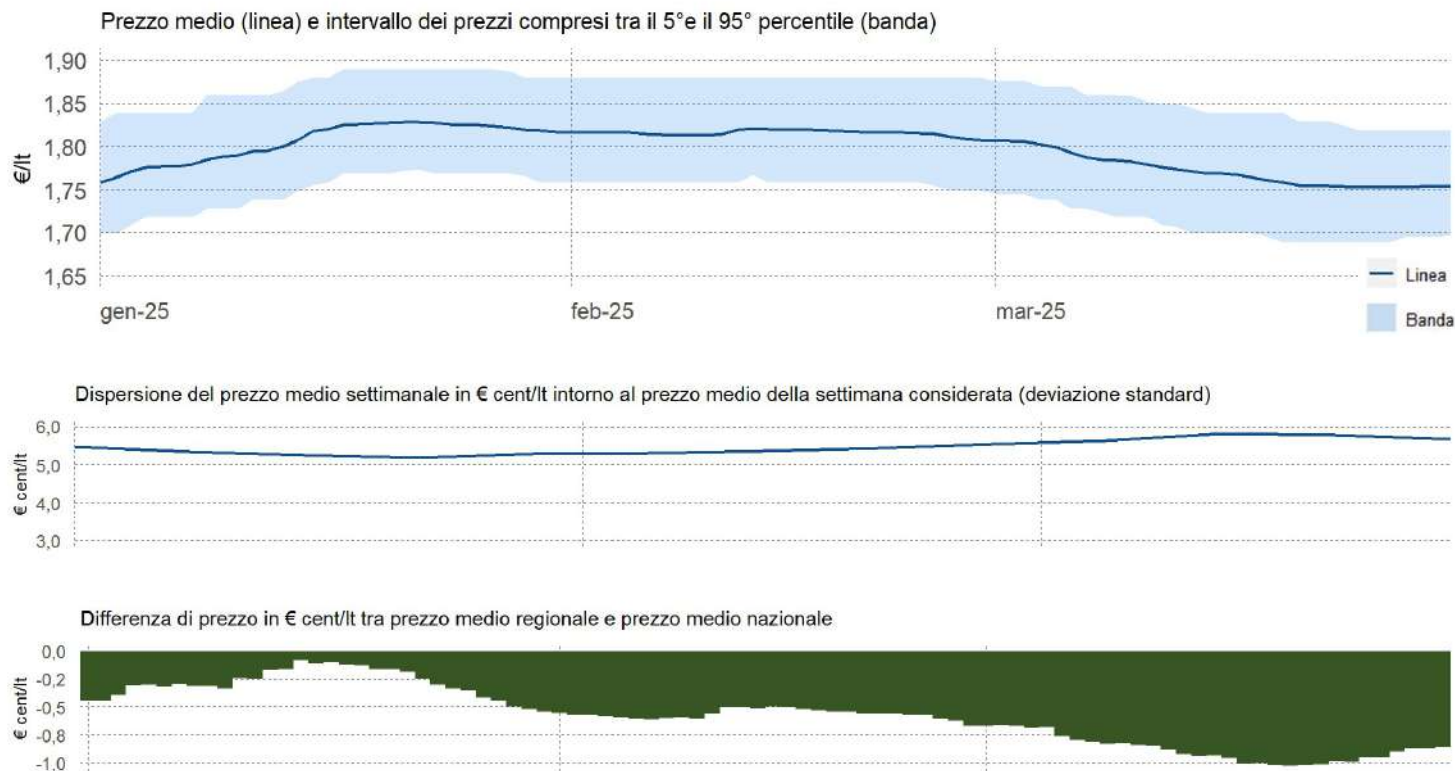 Prezzo medio (linea) e intervallo dei prezzi compresi tra il 5°e il 95° percentile (banda)
1,90
1,85
1,80
1,75
1,70
1,65
€/lt
gen-25
feb-25
mar-25
Linea
Banda
Dispersione del prezzo medio settimanale in € cent/lt intorno al prezzo medio della settimana considerata (deviazione standard)
6,0
5,0
4,0
3,0
€ cent/lt
Differenza di prezzo in € cent/lt tra prezzo medio regionale e prezzo medio nazionale
0,0
-0,2
-0,5
-0,8
-1,0
€ cent/lt